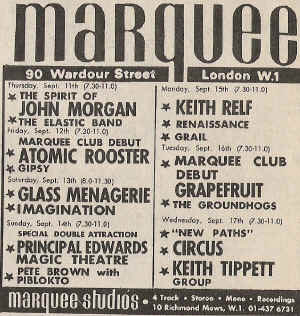 marquee
90 Wardour Street London W.1
Thursday, Sept. 11th (7.30-11.0)
★ THE SPIRIT OF
JOHN MORGAN
★ THE ELASTIC BAND
Friday, Sept. 12th (7.30-11.0)
MARQUEE CLUB DEBUT
★ ATOMIC ROOSTER
★ GIPSY
Saturday, Sept. 13th (8.0-11.30)
★ GLASS MENAGERIE
★ IMAGINATION
Sunday, Sept. 14th (7.30-11.0)
SPECIAL DOUBLE ATTRACTION
★ PRINCIPAL EDWARDS
MAGIC THEATRE
★ PETE BROWN with
PIBLOKTO
Monday, Sept. 15th (7.30-11.0)
★ KEITH RELF
★ RENAISSANCE
★ GRAIL
Tuesday, Sept. 16th (7.30-11.0)
★ MARQUEE CLUB
DEBUT
GRAPEFRUIT
★ THE GROUNDHOGS
Wednesday, Sept. 17th (7.30-11.0)
★ "NEW PATHS"
★ CIRCUS
★ KEITH TIPPETT
GROUP
marquee studios • 4 Track • Stereo • Mono • Recordings
10 Richmond Mews, W.1. 01-437 6731